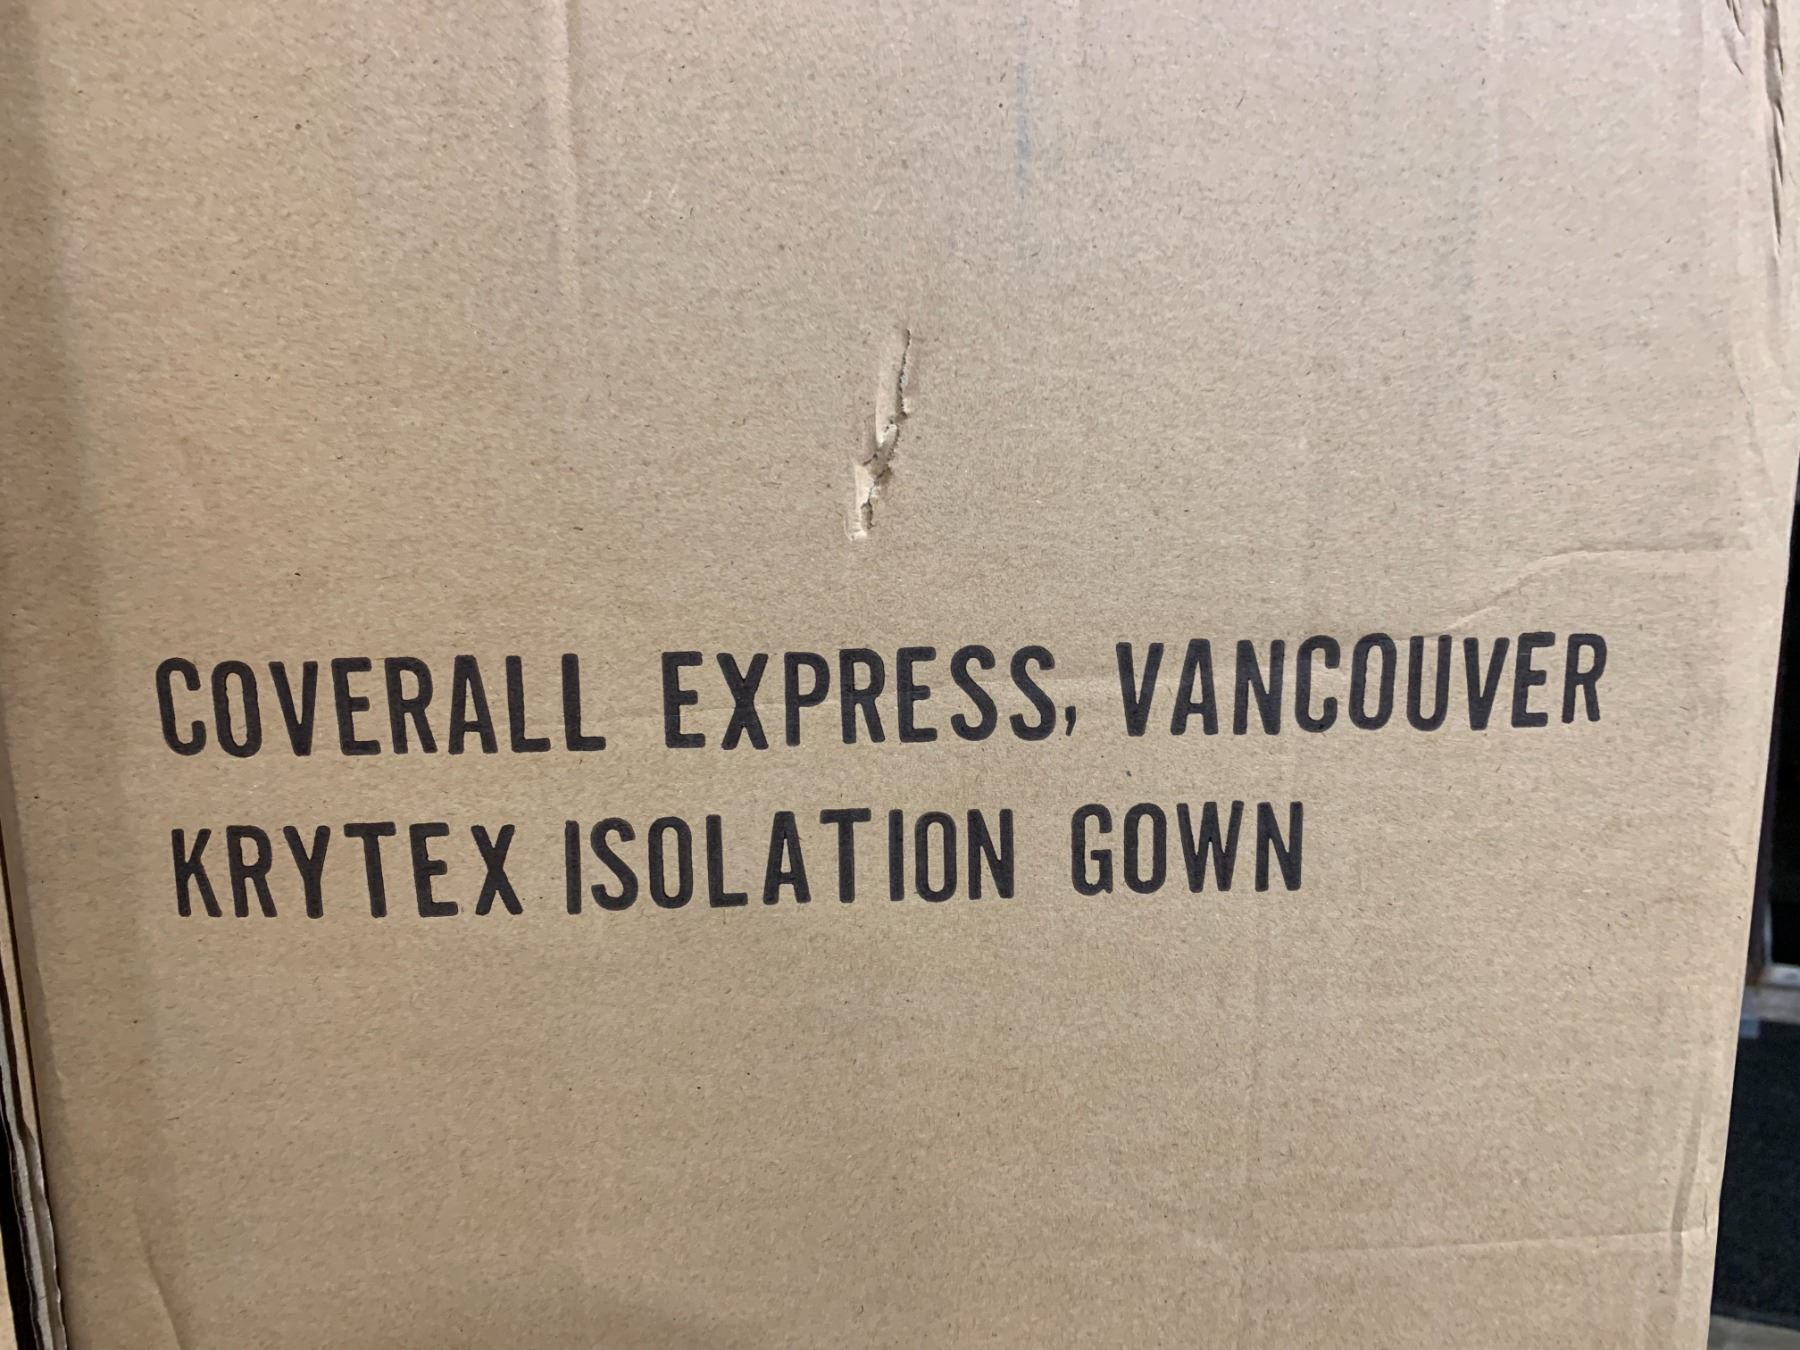 COVERALL EXPRESS, VANCOUVER
KRYTEX ISOLATION GOWN